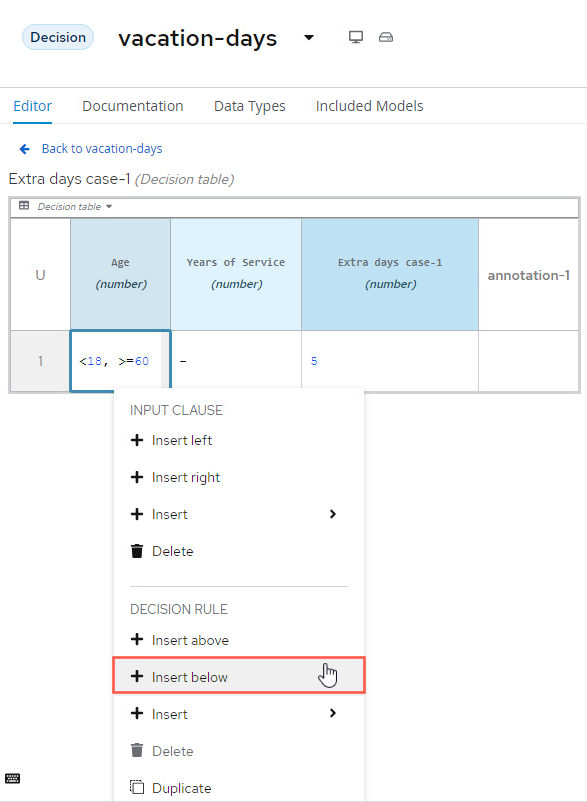 Decision vacation-days
Editor Documentation Data Types Included Models
Back to vacation-days
Extra days case-1 (Decision table)
Decision table
U Age (number) Years of Service (number) Extra days case-1 (number) annotation-1
1 <18, >=60 - 5
INPUT CLAUSE
Insert left
Insert right
Insert
Delete
DECISION RULE
Insert above
Insert below
Insert
Delete
Duplicate